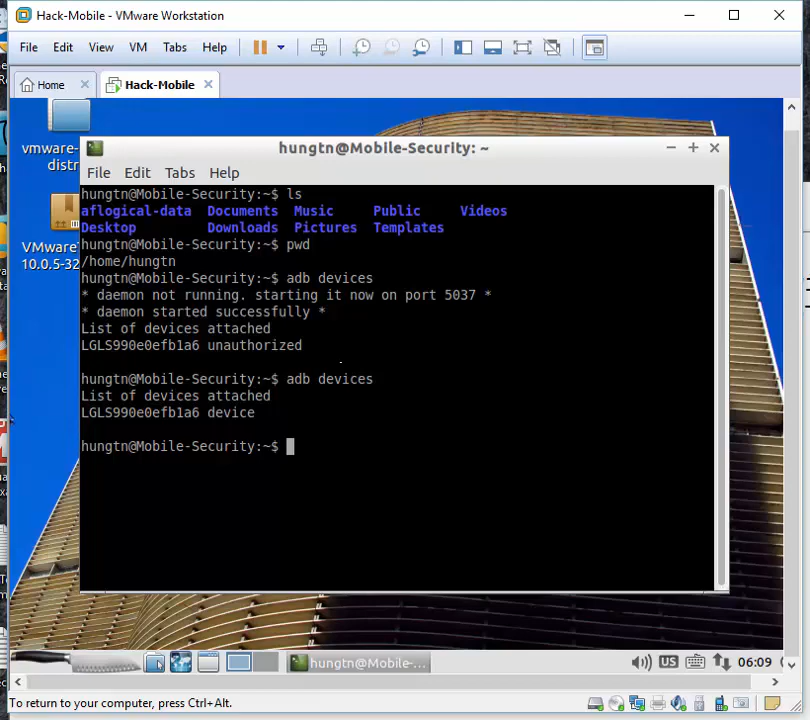 Hack-Mobile - VMware Workstation
File Edit View VM Tabs Help
Home Hack-Mobile
vmware-
distr
hungtn@Mobile-Security: ~
File Edit Tabs Help
hungtn@Mobile-Security:~$ ls
aflogical-data Documents Music Public Videos
Desktop Downloads Pictures Templates
hungtn@Mobile-Security:~$ pwd
/home/hungtn
hungtn@Mobile-Security:~$ adb devices
* daemon not running. starting it now on port 5037 *
* daemon started successfully *
List of devices attached
LGLS990e0efb1a6 unauthorized
hungtn@Mobile-Security:~$ adb devices
List of devices attached
LGLS990e0efb1a6 device
hungtn@Mobile-Security:~$
VMwareT
10.0.5-32
hungtn@Mobile-...
US
06:09
To return to your computer, press Ctrl+Alt.